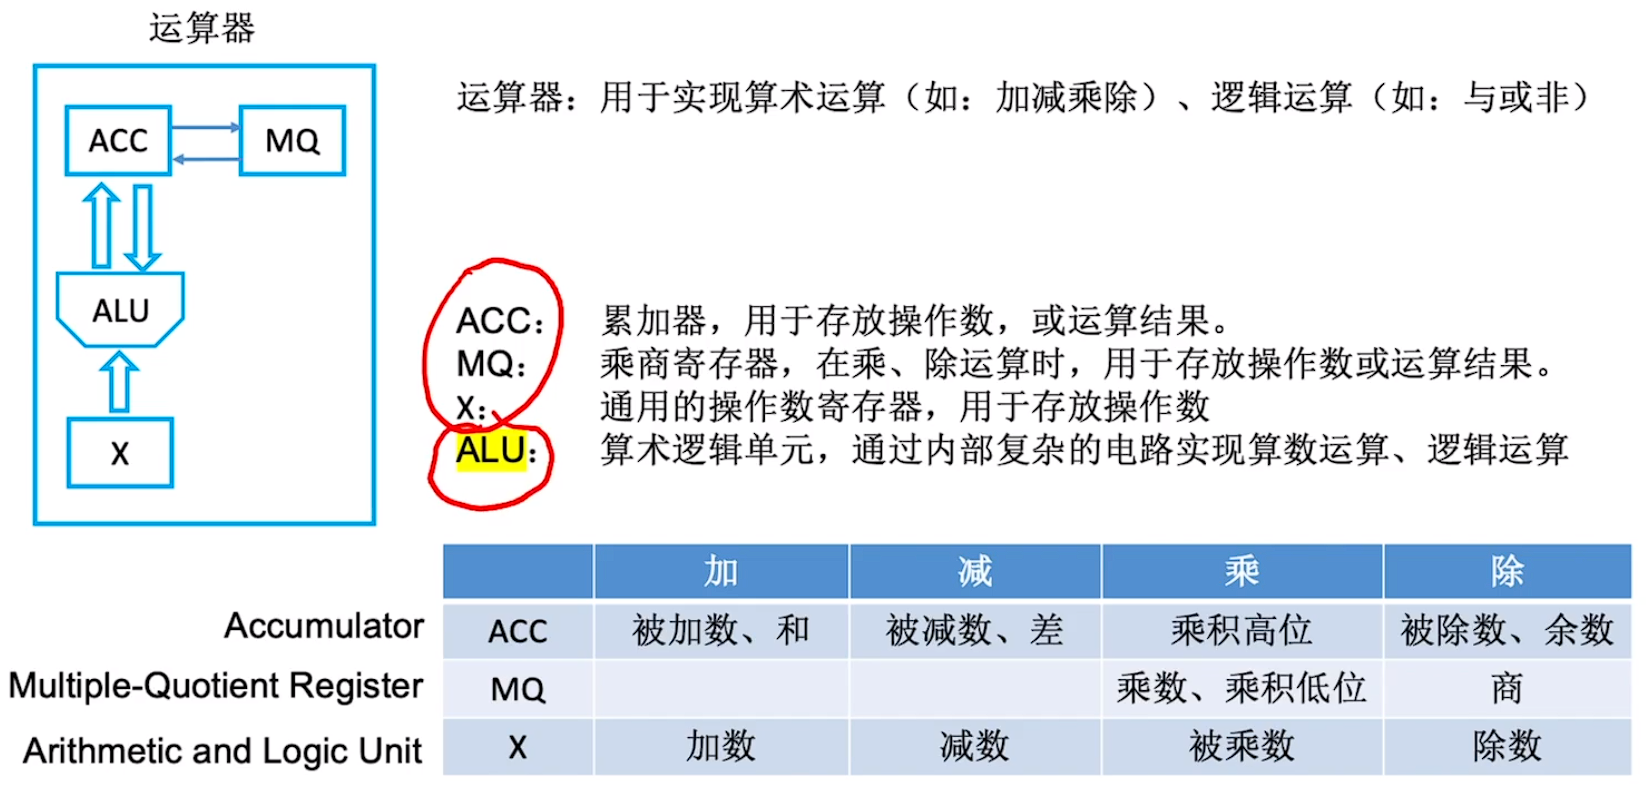 运算器
ACC
MQ
ALU
X
运算器：用于实现算术运算（如：加减乘除）、逻辑运算（如：与或非）
ACC： 累加器，用于存放操作数，或运算结果。
MQ： 乘商寄存器，在乘、除运算时，用于存放操作数或运算结果。
X： 通用的操作数寄存器，用于存放操作数
ALU： 算术逻辑单元，通过内部复杂的电路实现算数运算、逻辑运算
加 减 乘 除
Accumulator ACC 被加数、和 被减数、差 乘积高位 被除数、余数
Multiple-Quotient Register MQ 乘数、乘积低位 商
Arithmetic and Logic Unit X 加数 减数 被乘数 除数